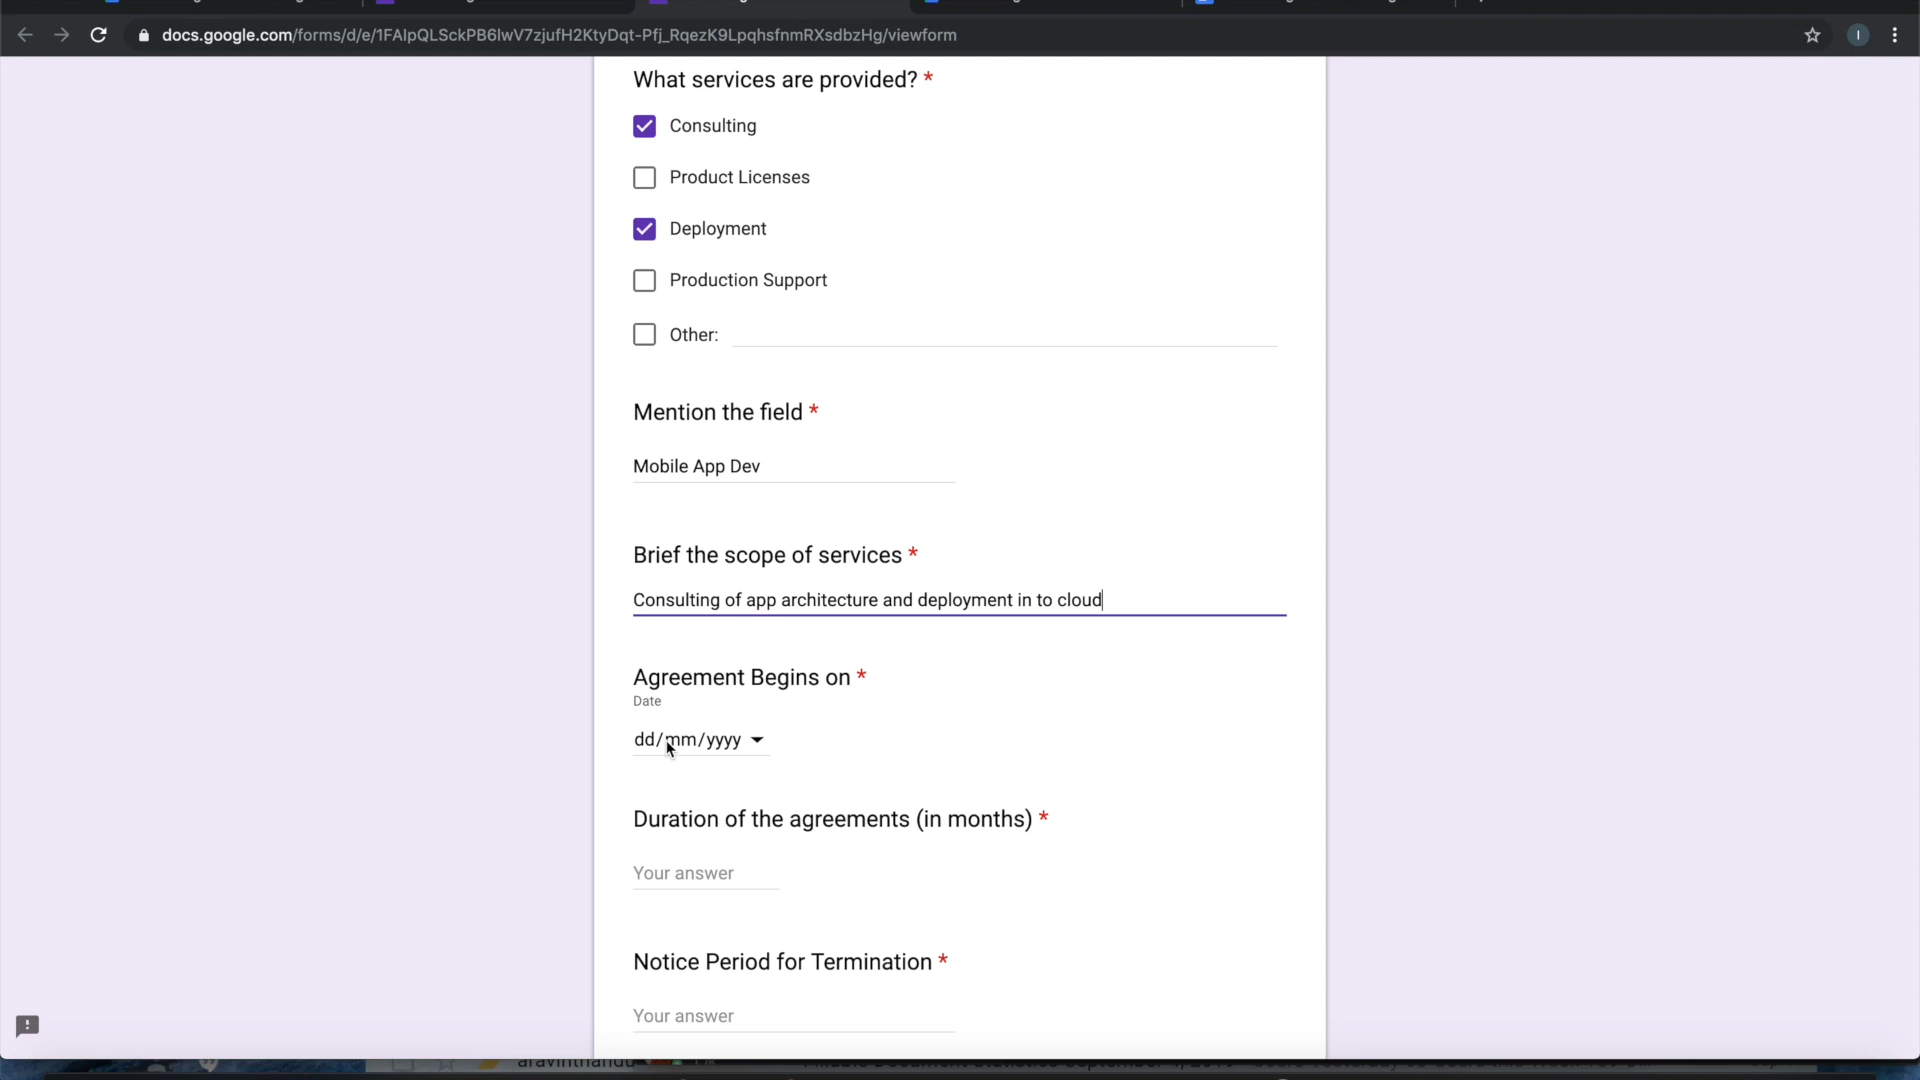 docs.google.com/forms/d/e/1FAIpQLSckPB6lwV7zjufH2KtyDqt-Pfj_RqezK9LpqhsfnmRXsdbzHg/viewform
I
What services are provided? *
Consulting
Product Licenses
Deployment
Production Support
Other:
Mention the field *
Mobile App Dev
Brief the scope of services *
Consulting of app architecture and deployment in to cloud
Agreement Begins on *
Date
dd/mm/yyyy
Duration of the agreements (in months) *
Your answer
Notice Period for Termination *
Your answer